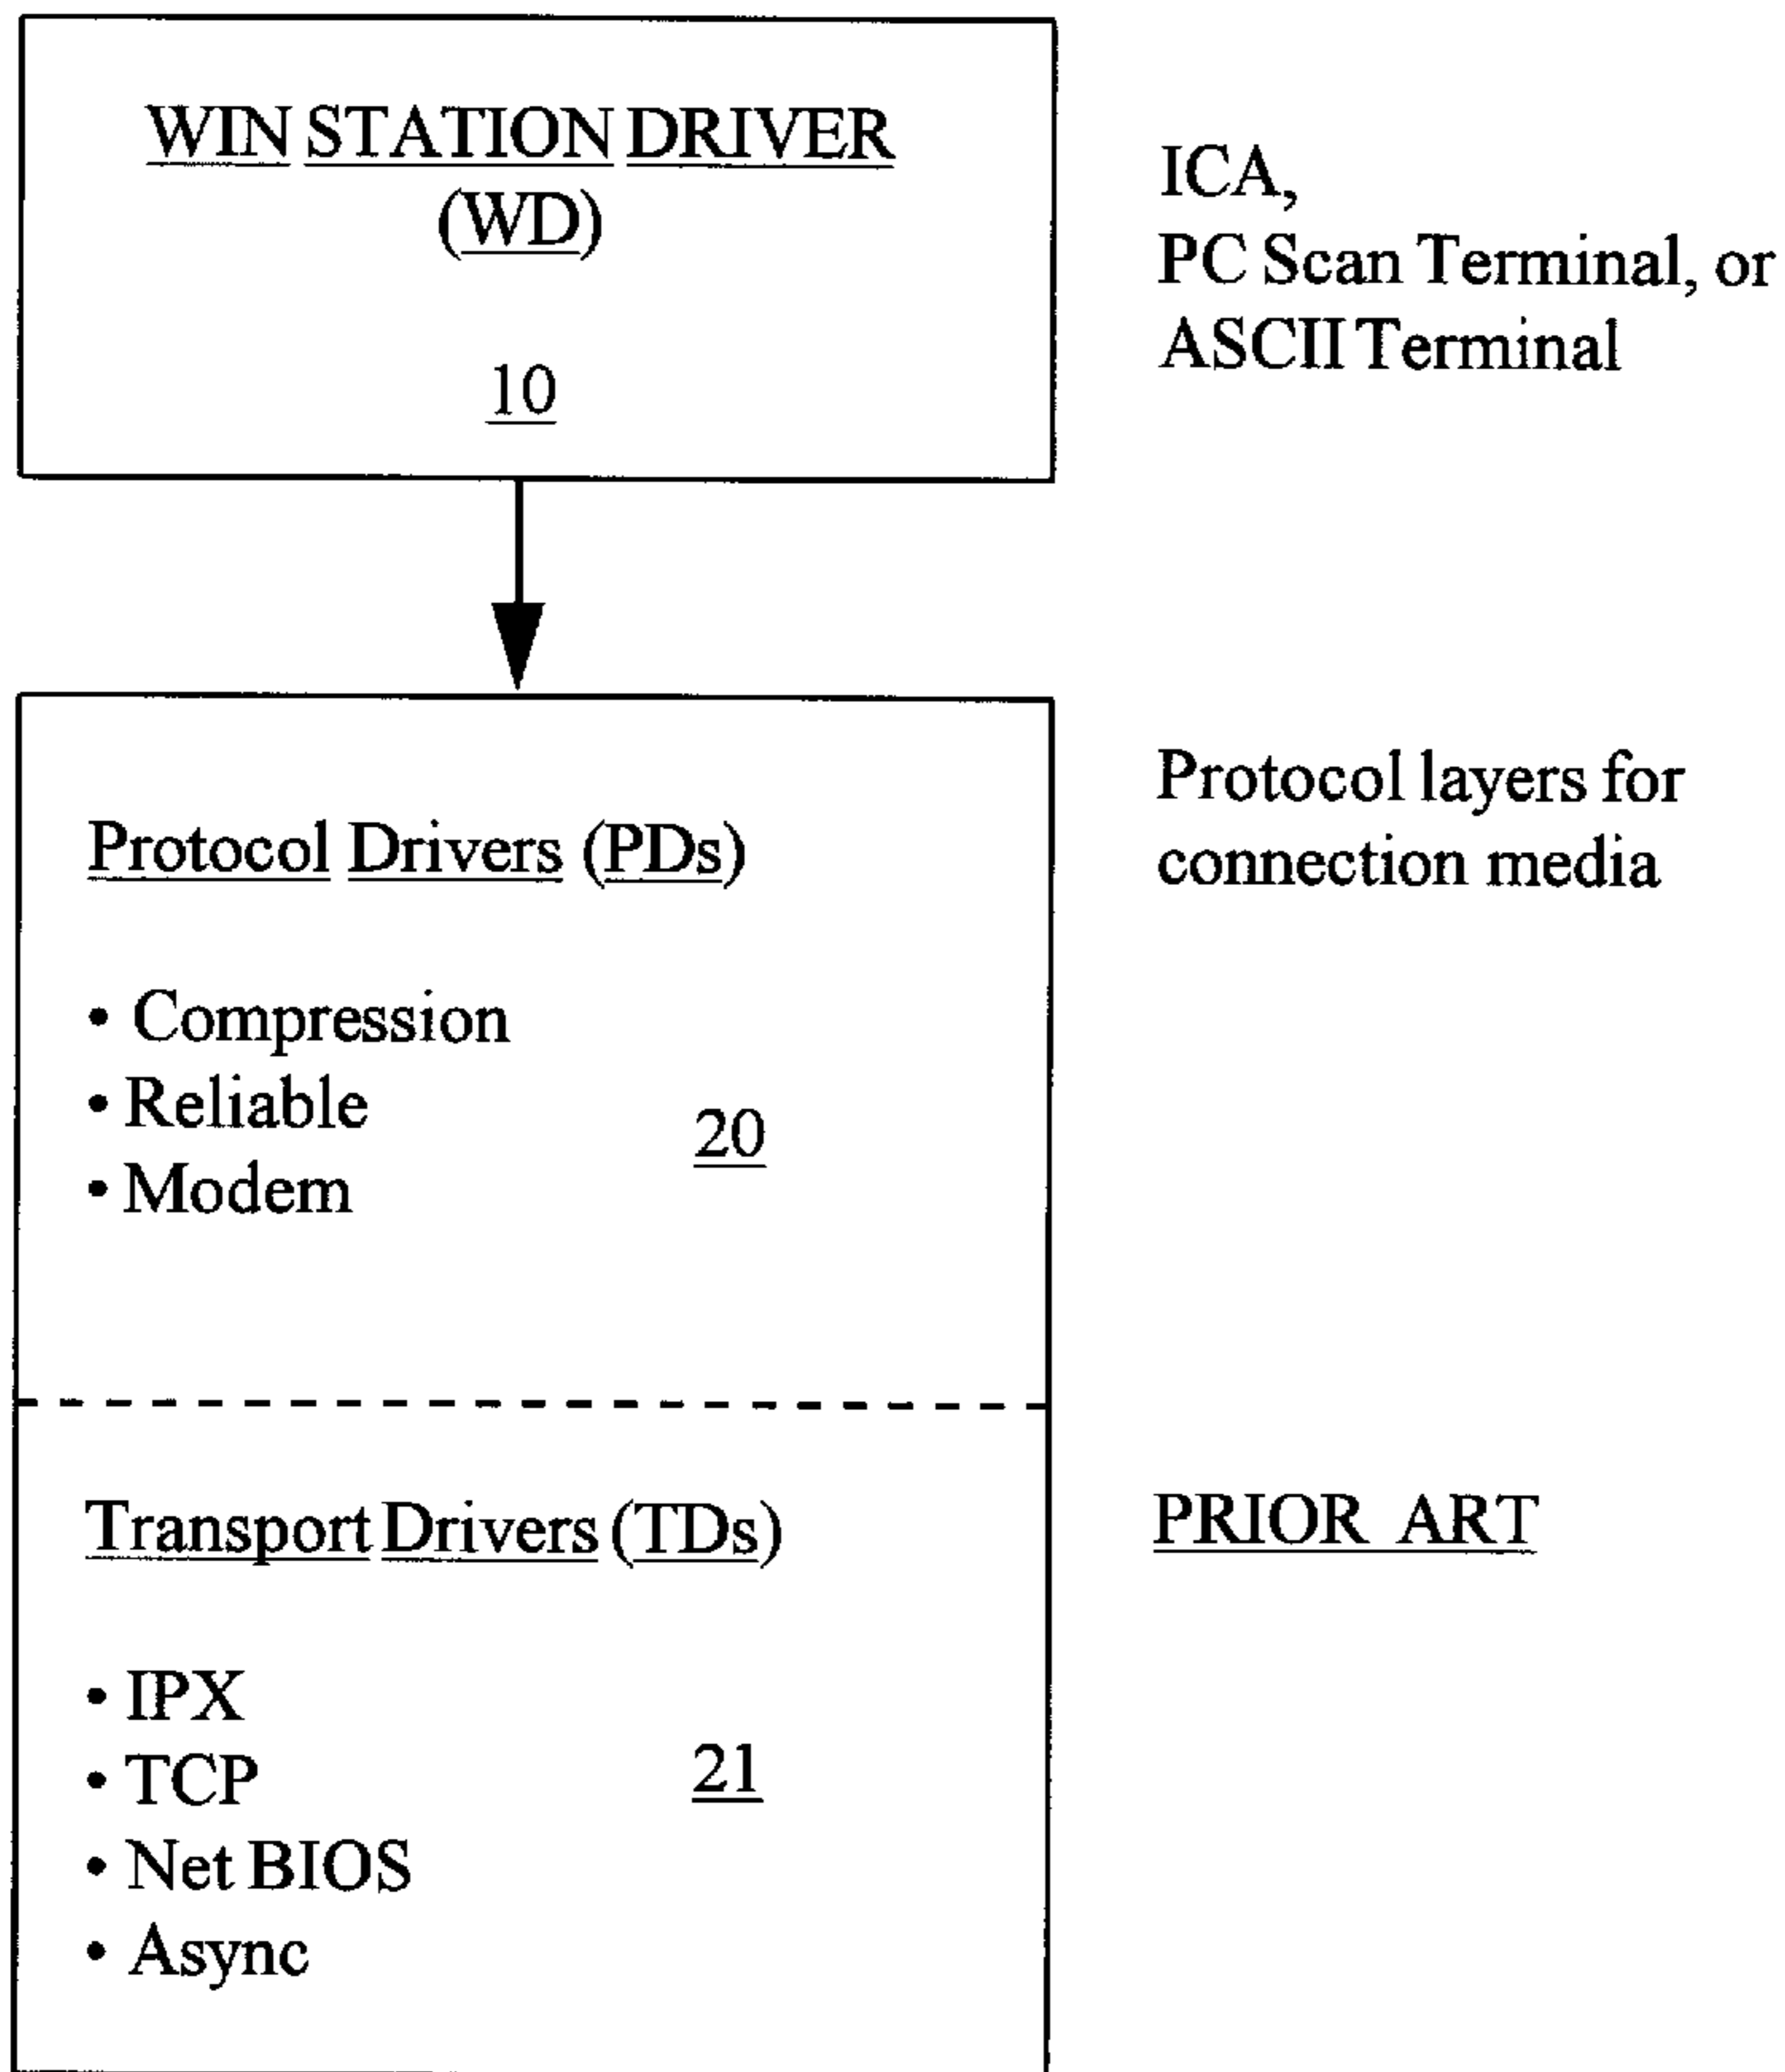 WIN STATION DRIVER
(WD)
10
ICA,
PC Scan Terminal, or
ASCII Terminal
Protocol Drivers (PDs)
• Compression
• Reliable
• Modem
20
Protocol layers for
connection media
Transport Drivers (TDs)
• IPX
• TCP
• Net BIOS
• Async
21
PRIOR ART